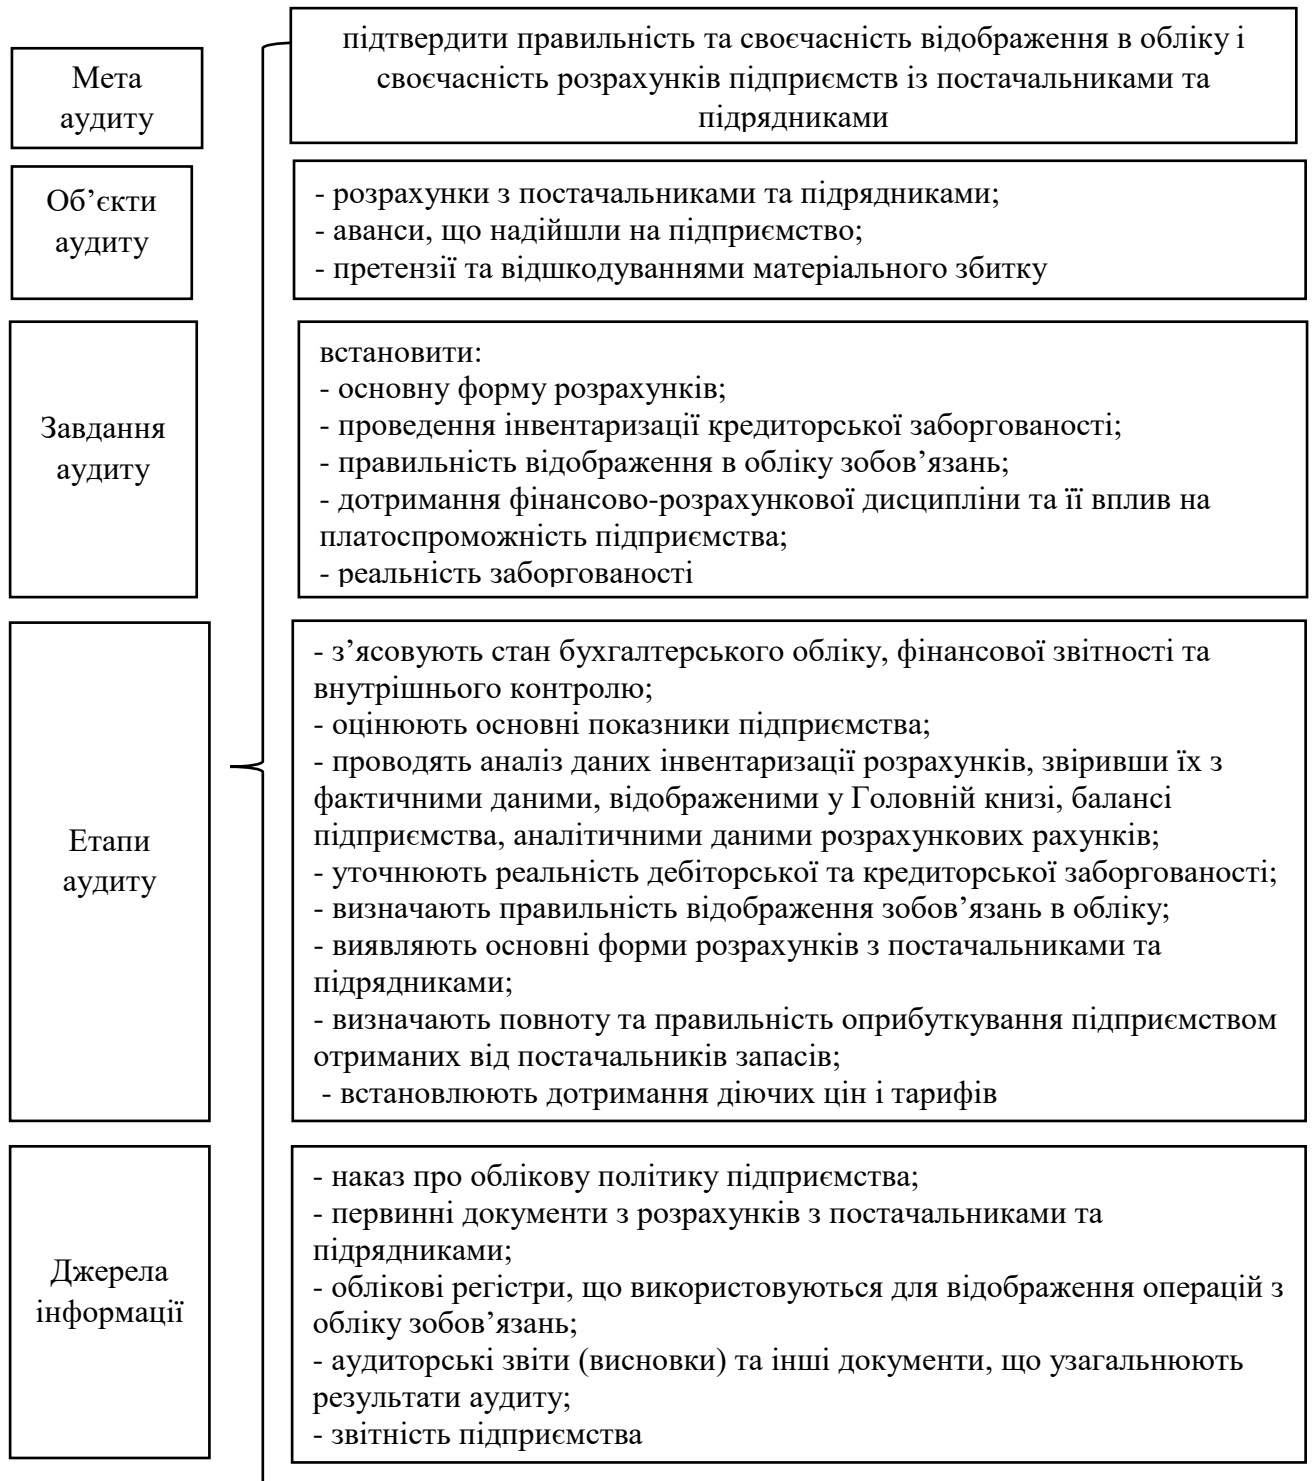 Мета
аудиту
підтвердити правильність та своєчасність відображення в обліку і
своєчасність розрахунків підприємств із постачальниками та
підрядниками
Об’єкти
аудиту
- розрахунки з постачальниками та підрядниками;
- аванси, що надійшли на підприємство;
- претензії та відшкодуваннями матеріального збитку
Завдання
аудиту
встановити:
- основну форму розрахунків;
- проведення інвентаризації кредиторської заборгованості;
- правильність відображення в обліку зобов’язань;
- дотримання фінансово-розрахункової дисципліни та її вплив на
платоспроможність підприємства;
- реальність заборгованості
Етапи
аудиту
- з’ясовують стан бухгалтерського обліку, фінансової звітності та
внутрішнього контролю;
- оцінюють основні показники підприємства;
- проводять аналіз даних інвентаризації розрахунків, звіривши їх з
фактичними даними, відображеними у Головній книзі, балансі
підприємства, аналітичними даними розрахункових рахунків;
- уточнюють реальність дебіторської та кредиторської заборгованості;
- визначають правильність відображення зобов’язань в обліку;
- виявляють основні форми розрахунків з постачальниками та
підрядниками;
- визначають повноту та правильність оприбуткування підприємством
отриманих від постачальників запасів;
- встановлюють дотримання діючих цін і тарифів
Джерела
інформації
- наказ про облікову політику підприємства;
- первинні документи з розрахунків з постачальниками та
підрядниками;
- облікові регістри, що використовуються для відображення операцій з
обліку зобов’язань;
- аудиторські звіти (висновки) та інші документи, що узагальнюють
результати аудиту;
- звітність підприємства